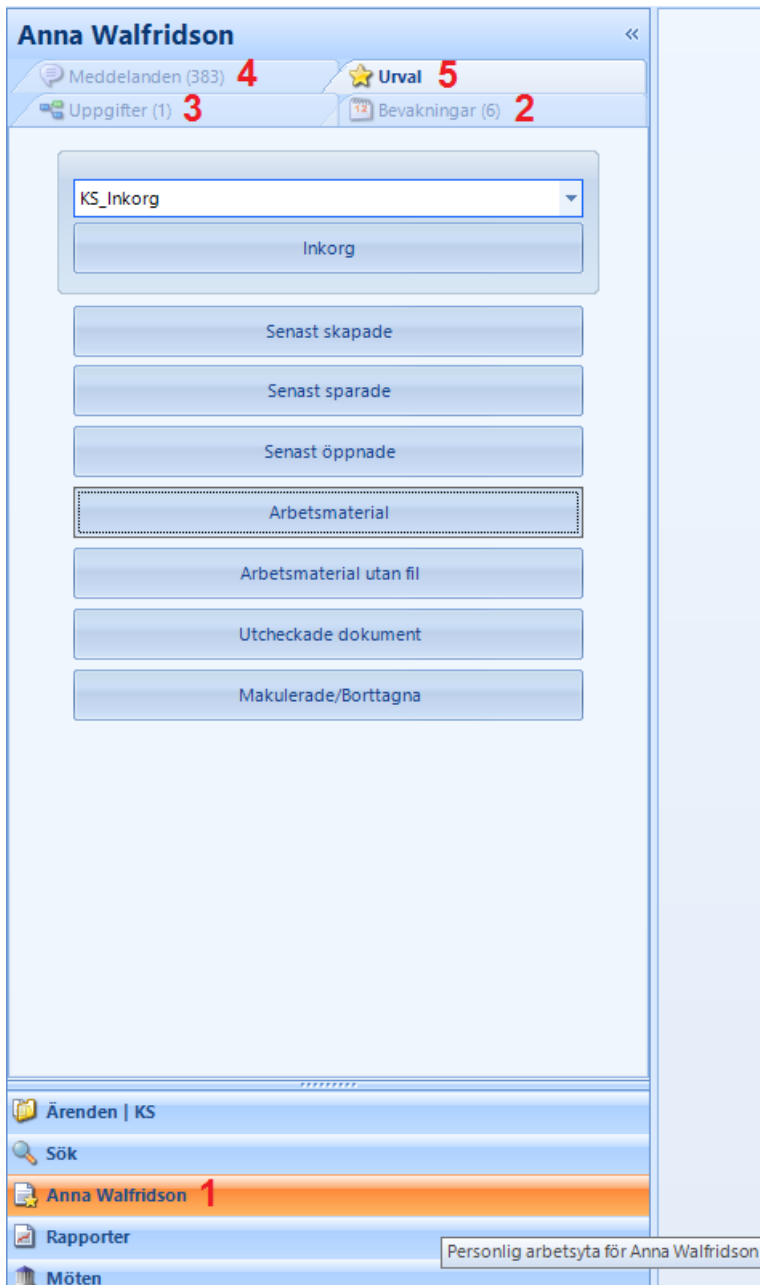 Anna Walfridson «
Meddelanden (383) 4 Urval 5
Uppgifter (1) 3 12 Bevakningar (6) 2
KS_Inkorg
Inkorg
Senast skapade
Senast sparade
Senast öppnade
Arbetsmaterial
Arbetsmaterial utan fil
Utcheckade dokument
Makulerade/Borttagna
Ärenden | KS
Sök
Anna Walfridson 1
Rapporter
Personlig arbetsyta för Anna Walfridson
Möten